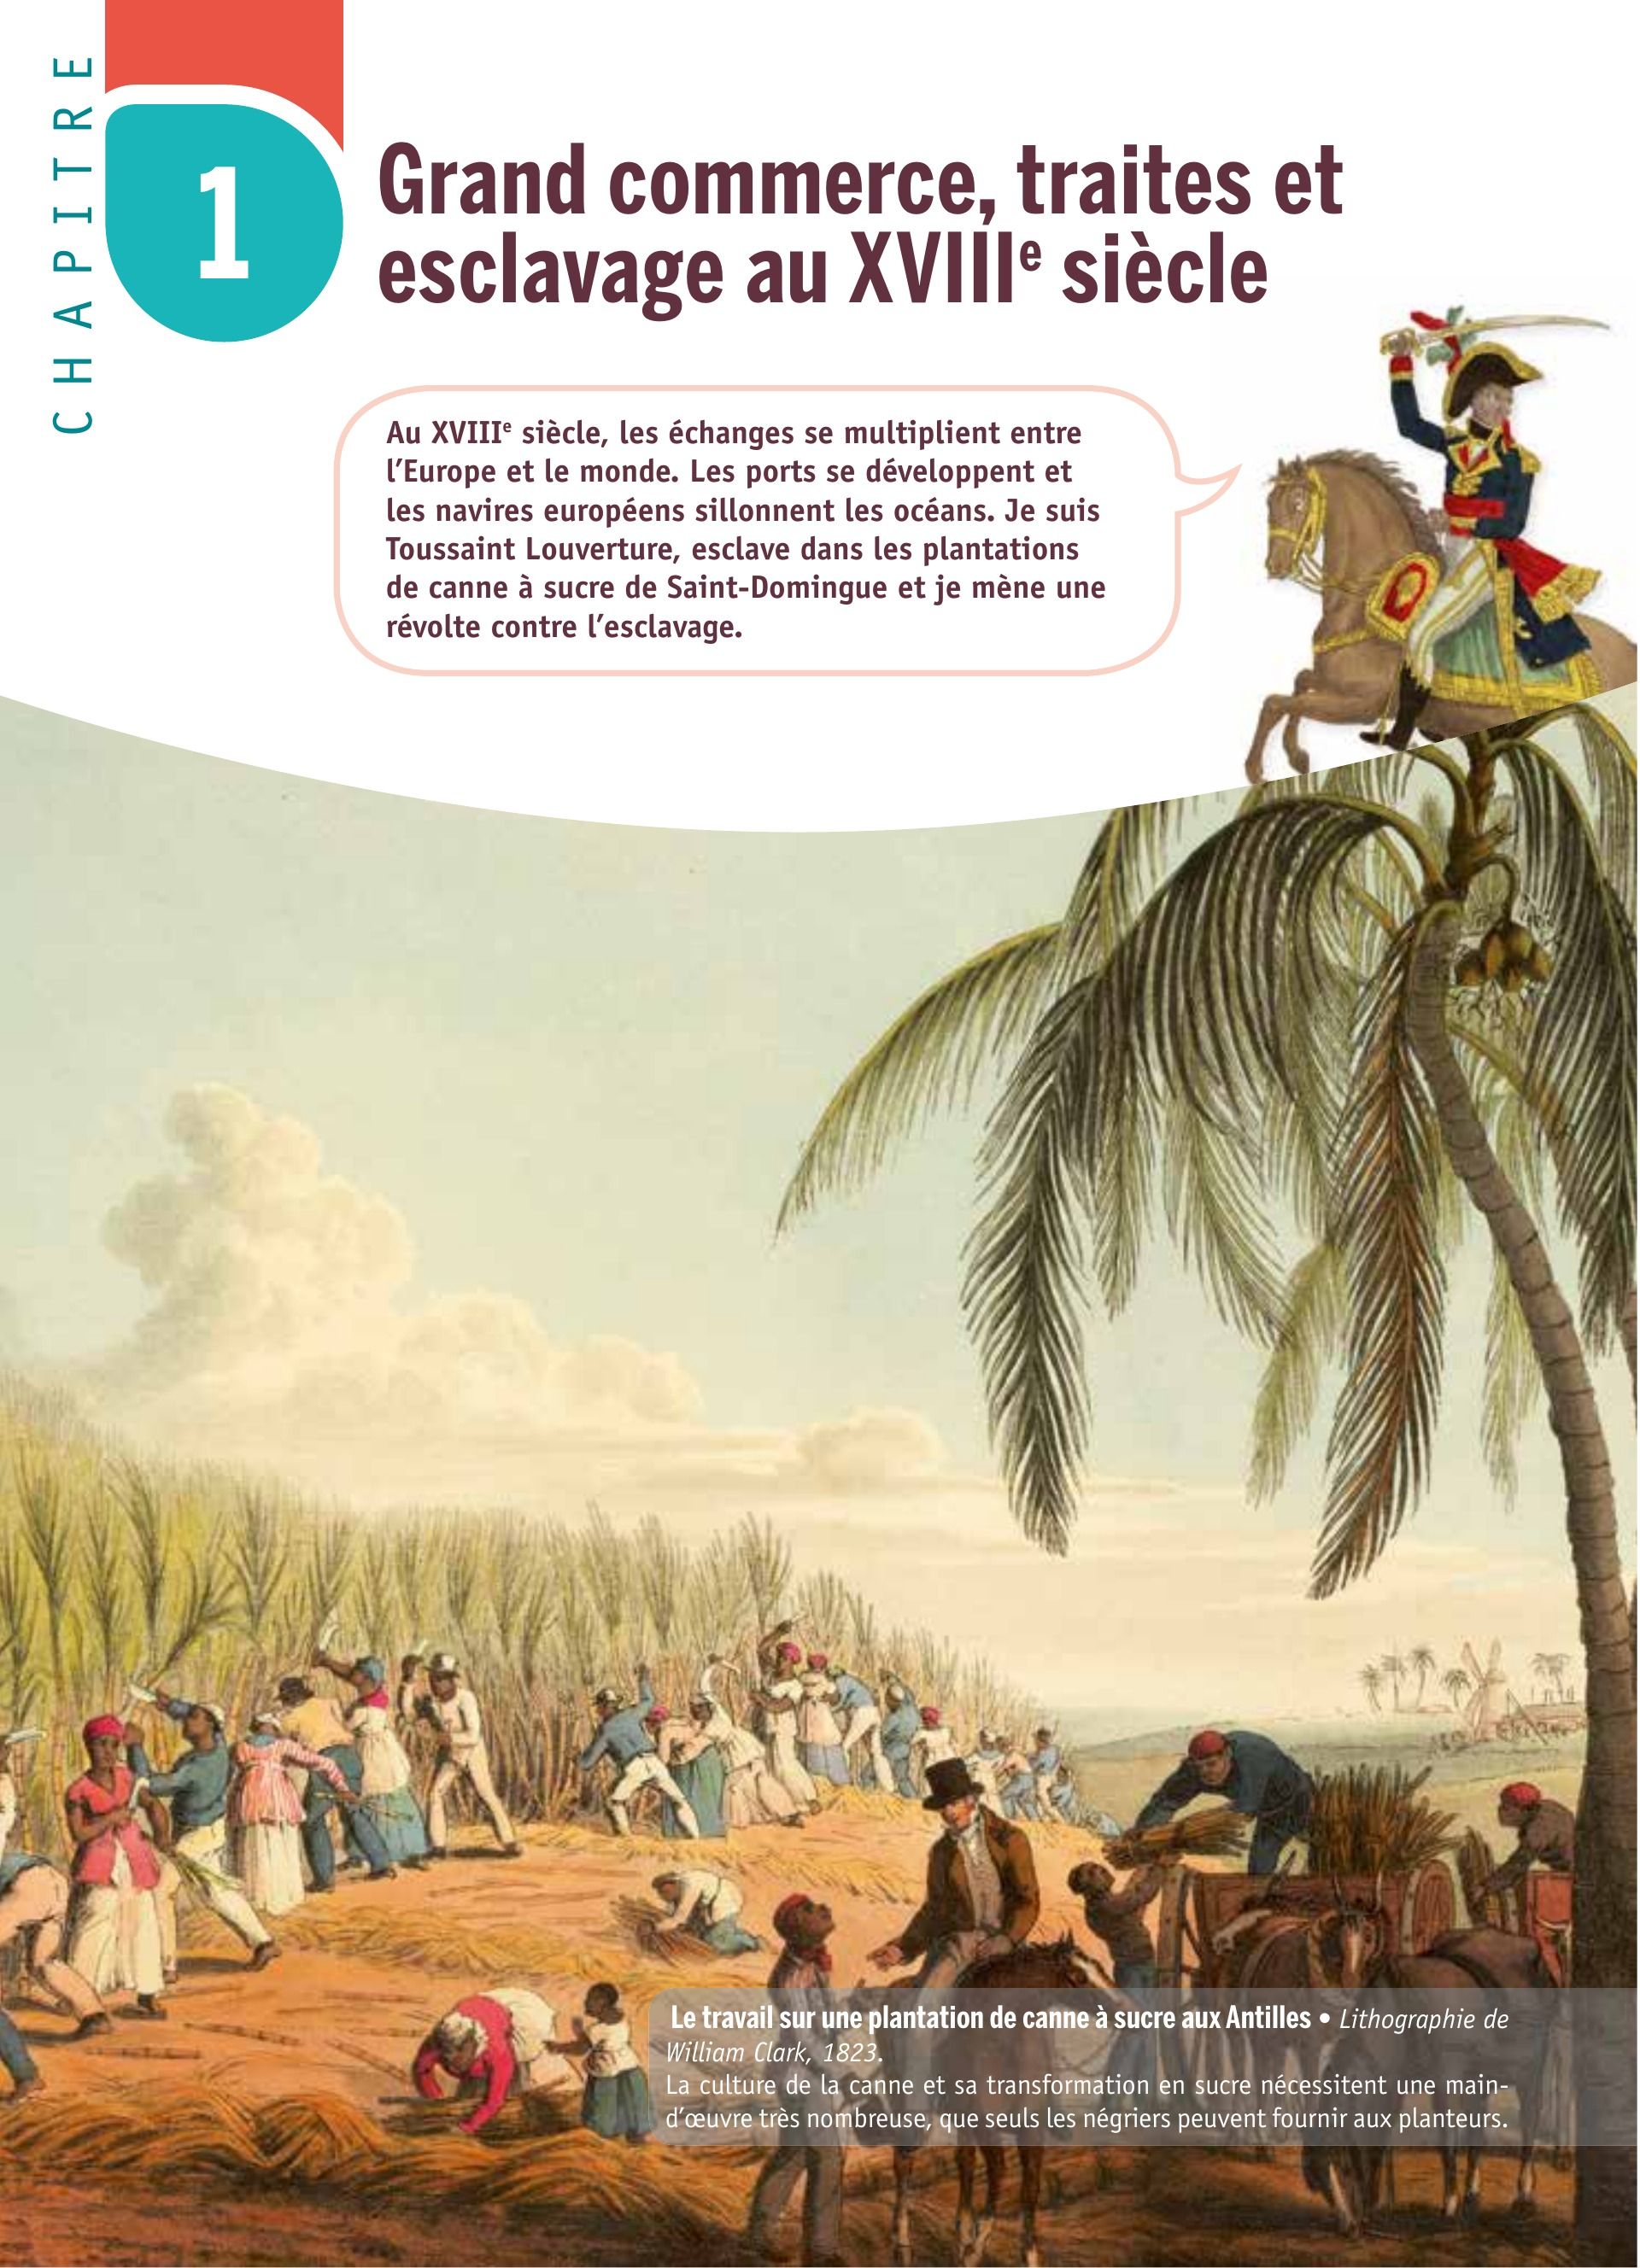 CHAPITRE
1
Grand commerce, traites et
esclavage au XVIIIe siècle
Au XVIIIe siècle, les échanges se multiplient entre
l'Europe et le monde. Les ports se développent et
les navires européens sillonnent les océans. Je suis
Toussaint Louverture, esclave dans les plantations
de canne à sucre de Saint-Domingue et je mène une
révolte contre l'esclavage.
Le travail sur une plantation de canne à sucre aux Antilles • Lithographie de
William Clark, 1823.
La culture de la canne et sa transformation en sucre nécessitent une main-
d'œuvre très nombreuse, que seuls les négriers peuvent fournir aux planteurs.